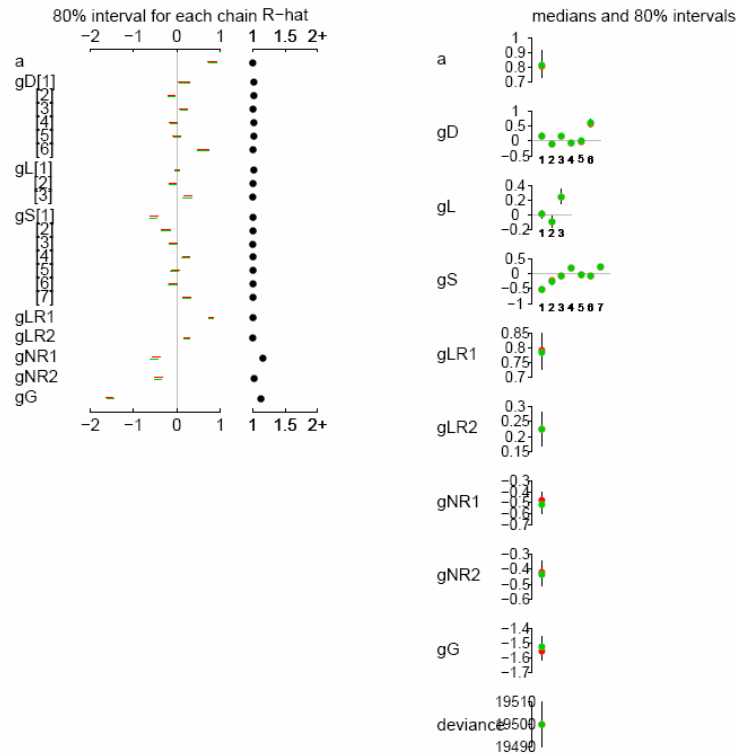 80% interval for each chain R-hat
−2 −1 0 1 1 1.5 2+
a
gD[1]
[2]
[3]
[4]
[5]
[6]
gL[1]
[2]
[3]
gS[1]
[2]
[3]
[4]
[5]
[6]
[7]
gLR1
gLR2
gNR1
gNR2
gG
−2 −1 0 1 1 1.5 2+
medians and 80% intervals
a
1
0.9
0.8
0.7
gD
1
0.5
0
−0.5
1 2 3 4 5 6
gL
0.4
0.2
0
−0.2
1 2 3
gS
0.5
0
−0.5
−1
1 2 3 4 5 6 7
gLR1
0.85
0.8
0.75
0.7
gLR2
0.3
0.25
0.2
0.15
gNR1
−0.3
−0.4
−0.5
−0.6
−0.7
gNR2
−0.3
−0.4
−0.5
−0.6
gG
−1.4
−1.5
−1.6
−1.7
deviance
19510
19500
19490